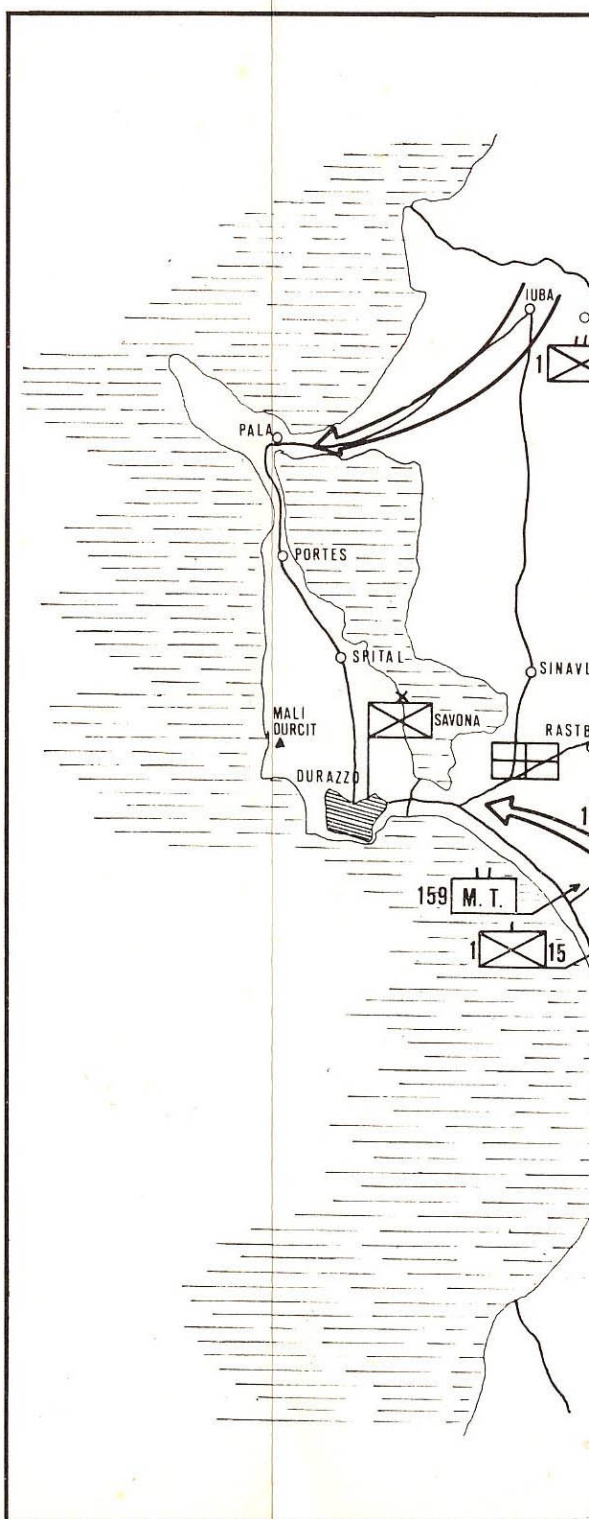 IUBA
1
PALA
PORTES
SPITAL
SINAVL
MALI
DURCIT
SAVONA
RASTB
DURAZZO
1
159 M. T.
1 15